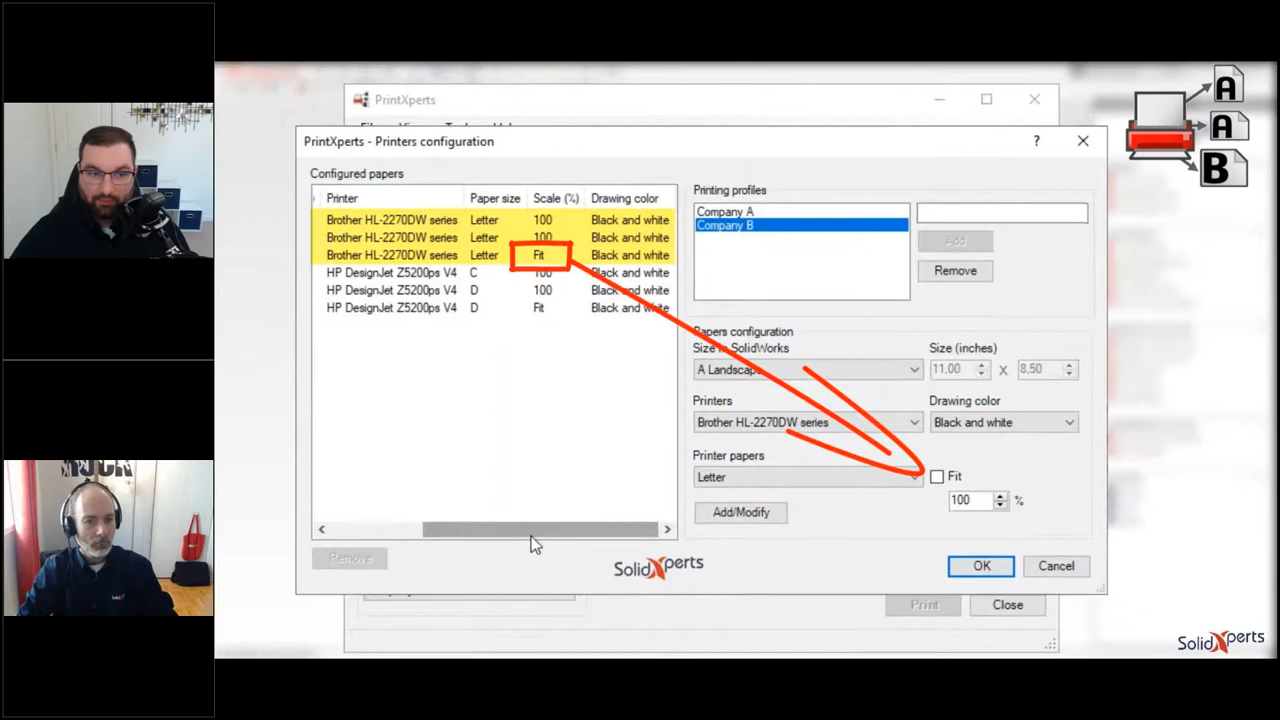 PrintXperts
PrintXperts - Printers configuration
?
Configured papers
Printer Paper size Scale (%) Drawing color
Brother HL-2270DW series Letter 100 Black and white
Brother HL-2270DW series Letter 100 Black and white
Brother HL-2270DW series Letter Fit Black and white
HP DesignJet Z5200ps V4 C 100 Black and white
HP DesignJet Z5200ps V4 D 100 Black and white
HP DesignJet Z5200ps V4 D Fit Black and white
Remove
Printing profiles
Company A
Company B
Add
Remove
Papers configuration
Size in SolidWorks Size (inches)
A Landscape 11,00 X 8,50
Printers Drawing color
Brother HL-2270DW series Black and white
Printer papers
Letter Fit
100 %
Add/Modify
SolidXperts
OK Cancel
Print Close
A
A
B
SolidXperts